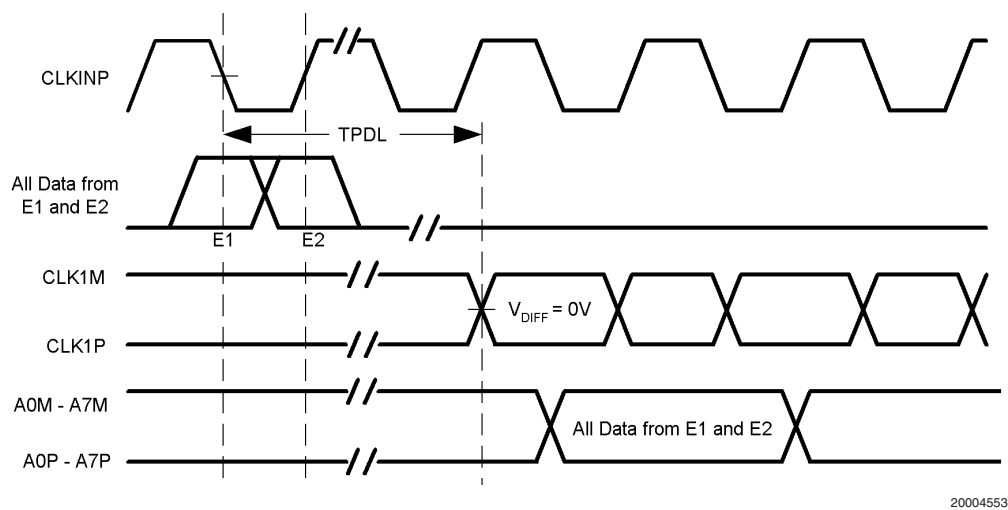 CLKINP
TPDL
All Data from
E1 and E2
E1
E2
CLK1M
V_DIFF = 0V
CLK1P
A0M - A7M
All Data from E1 and E2
A0P - A7P
20004553